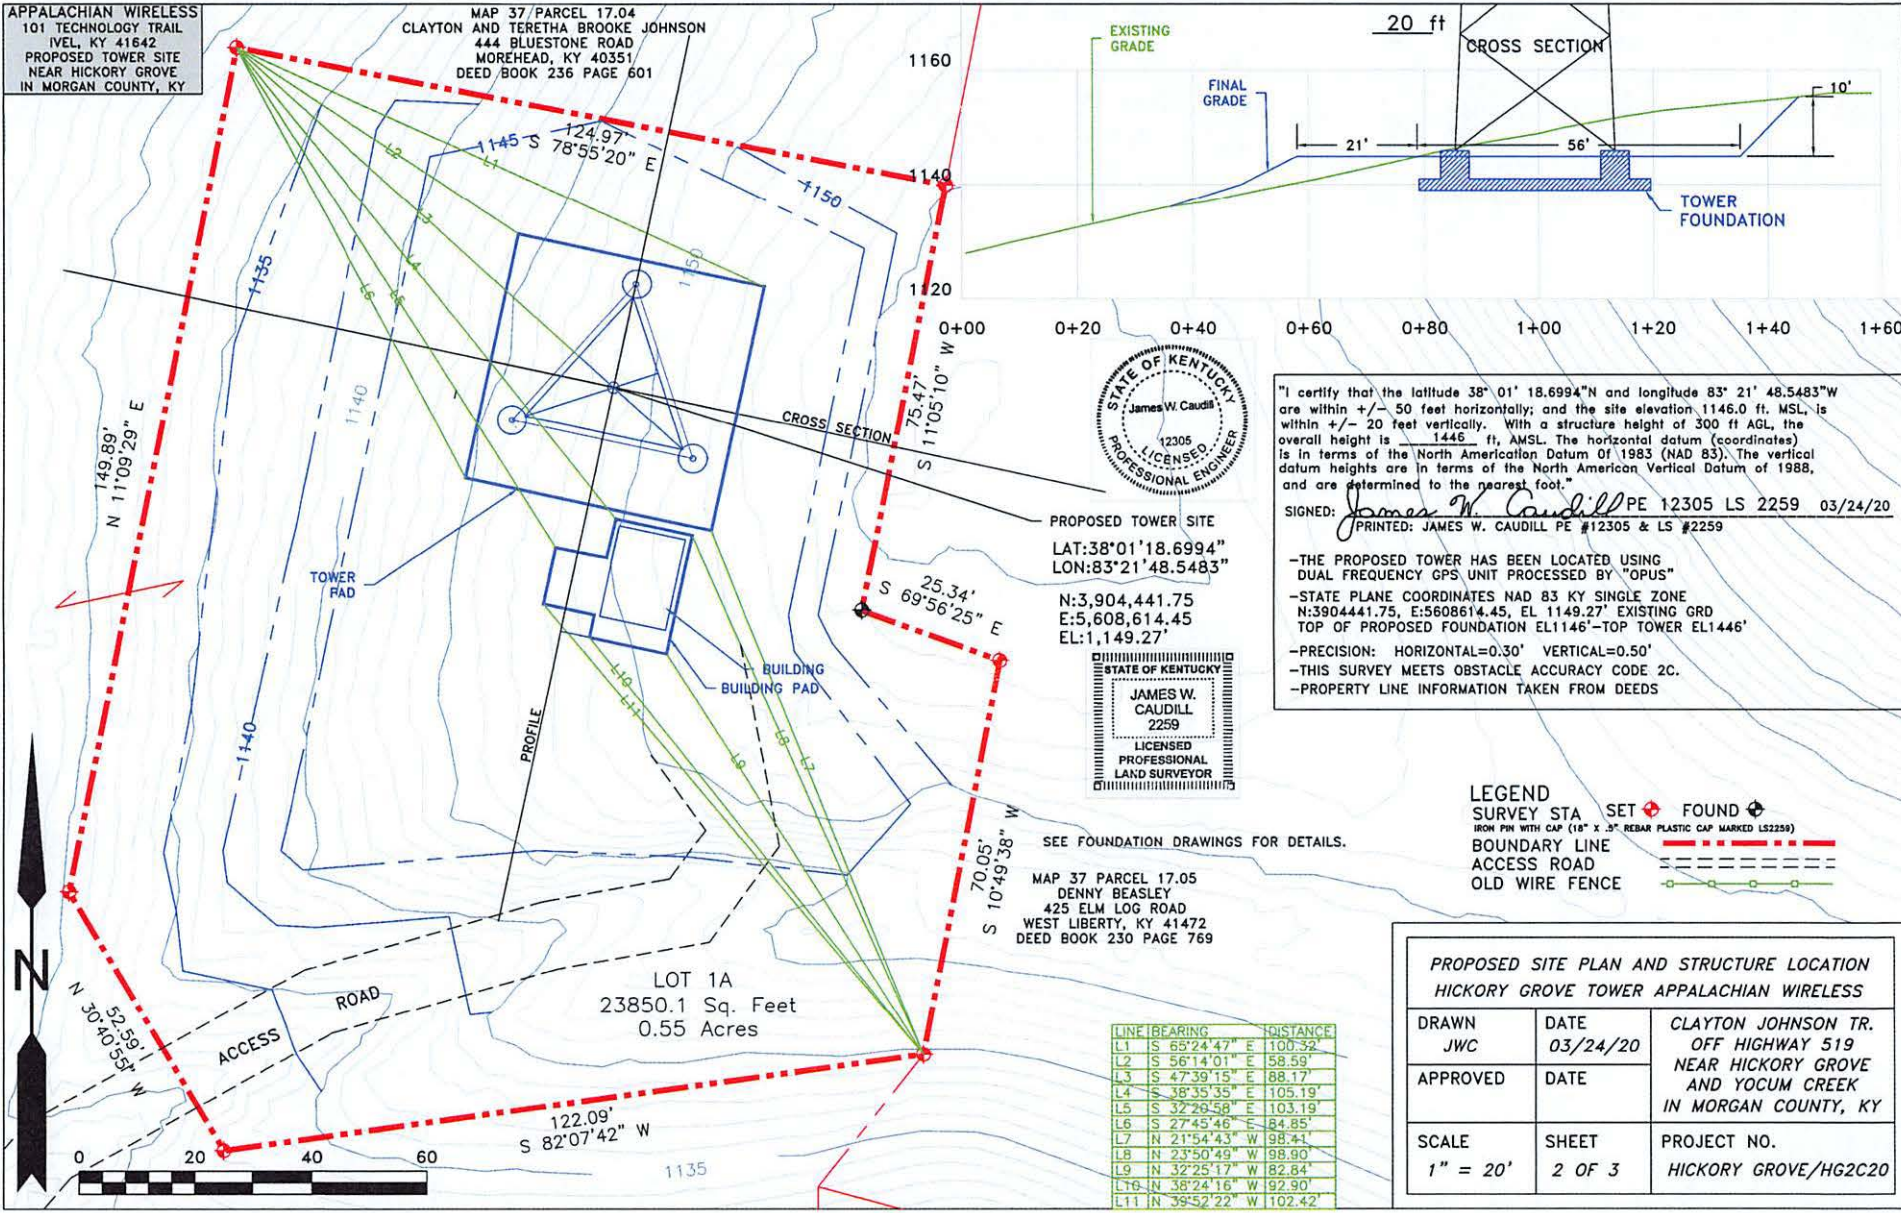 APPALACHIAN WIRELESS
101 TECHNOLOGY TRAIL
IVEL, KY 41642
PROPOSED TOWER SITE
NEAR HICKORY GROVE
IN MORGAN COUNTY, KY
MAP 37 PARCEL 17.04
CLAYTON AND TERETHA BROOKE JOHNSON
444 BLUESTONE ROAD
MOREHEAD, KY 40351
DEED BOOK 236 PAGE 601
124.97'
S 78°55'20" E
1145
1150
1150
1135
1140
1140
L1
L2
L3
L4
L6
L6
149.89'
N 11°09'29" E
75.47'
S 11°05'10" W
CROSS SECTION
TOWER
PAD
BUILDING
BUILDING PAD
PROFILE
L10
L11
L9
L8
L7
25.34'
S 69°56'25" E
70.05'
S 10°49'38" W
52.59'
N 30°40'55" W
ACCESS
ROAD
LOT 1A
23850.1 Sq. Feet
0.55 Acres
122.09'
S 82°07'42" W
1135
0 20 40 60
N
1160
1140
1120
0+00 0+20 0+40 0+60 0+80 1+00 1+20 1+40 1+60
EXISTING
GRADE
FINAL
GRADE
20 ft
CROSS SECTION
21'
56'
10'
TOWER
FOUNDATION
STATE OF KENTUCKY
James W. Caudill
12305
LICENSED
PROFESSIONAL ENGINEER
PROPOSED TOWER SITE
LAT:38°01'18.6994"
LON:83°21'48.5483"
N:3,904,441.75
E:5,608,614.45
EL:1,149.27'
STATE OF KENTUCKY
JAMES W.
CAUDILL
2259
LICENSED
PROFESSIONAL
LAND SURVEYOR
"I certify that the latitude 38° 01' 18.6994"N and longitude 83° 21' 48.5483"W
are within +/- 50 feet horizontally; and the site elevation 1146.0 ft. MSL, is
within +/- 20 feet vertically. With a structure height of 300 ft AGL, the
overall height is 1446 ft, AMSL. The horizontal datum (coordinates)
is in terms of the North Americation Datum Of 1983 (NAD 83). The vertical
datum heights are in terms of the North American Vertical Datum of 1988,
and are determined to the nearest foot."
SIGNED: James W. Caudill PE 12305 LS 2259 03/24/20
PRINTED: JAMES W. CAUDILL PE #12305 & LS #2259
-THE PROPOSED TOWER HAS BEEN LOCATED USING
DUAL FREQUENCY GPS UNIT PROCESSED BY "OPUS"
-STATE PLANE COORDINATES NAD 83 KY SINGLE ZONE
N:3904441.75, E:5608614.45, EL 1149.27' EXISTING GRD
TOP OF PROPOSED FOUNDATION EL1146'-TOP TOWER EL1446'
-PRECISION: HORIZONTAL=0.30' VERTICAL=0.50'
-THIS SURVEY MEETS OBSTACLE ACCURACY CODE 2C.
-PROPERTY LINE INFORMATION TAKEN FROM DEEDS
LEGEND
SURVEY STA SET FOUND
IRON PIN WITH CAP (18" X .5" REBAR PLASTIC CAP MARKED LS2259)
BOUNDARY LINE
ACCESS ROAD
OLD WIRE FENCE
SEE FOUNDATION DRAWINGS FOR DETAILS.
MAP 37 PARCEL 17.05
DENNY BEASLEY
425 ELM LOG ROAD
WEST LIBERTY, KY 41472
DEED BOOK 230 PAGE 769
LINE BEARING DISTANCE
L1 S 65°24'47" E 100.32'
L2 S 56°14'01" E 58.59'
L3 S 47°39'15" E 88.17'
L4 S 38°35'35" E 105.19'
L5 S 32°29'58" E 103.19'
L6 S 27°45'46" E 84.85'
L7 N 21°54'43" W 98.41'
L8 N 23°50'49" W 98.90'
L9 N 32°25'17" W 82.84'
L10 N 38°24'16" W 92.90'
L11 N 39°52'22" W 102.42'
PROPOSED SITE PLAN AND STRUCTURE LOCATION
HICKORY GROVE TOWER APPALACHIAN WIRELESS
DRAWN
JWC
DATE
03/24/20
CLAYTON JOHNSON TR.
OFF HIGHWAY 519
NEAR HICKORY GROVE
AND YOCUM CREEK
IN MORGAN COUNTY, KY
APPROVED
DATE
SCALE
1" = 20'
SHEET
2 OF 3
PROJECT NO.
HICKORY GROVE/HG2C20